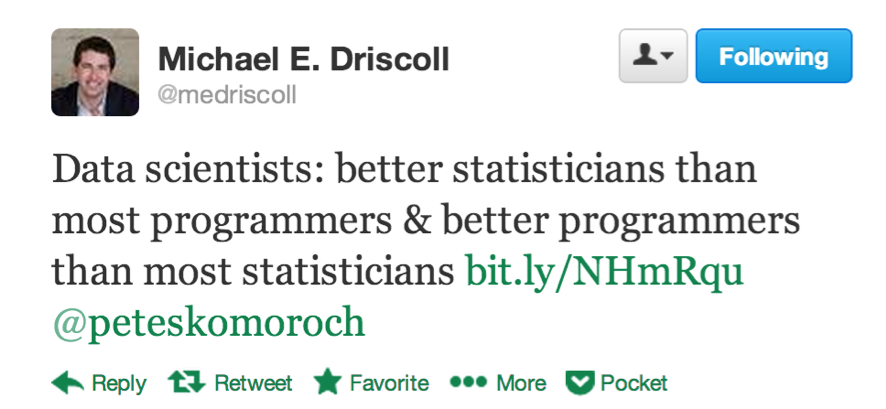 Michael E. Driscoll
Following
@medriscoll
Data scientists: better statisticians than
most programmers & better programmers
than most statisticians bit.ly/NHmRqu
@peteskomoroch
Reply Retweet Favorite More Pocket